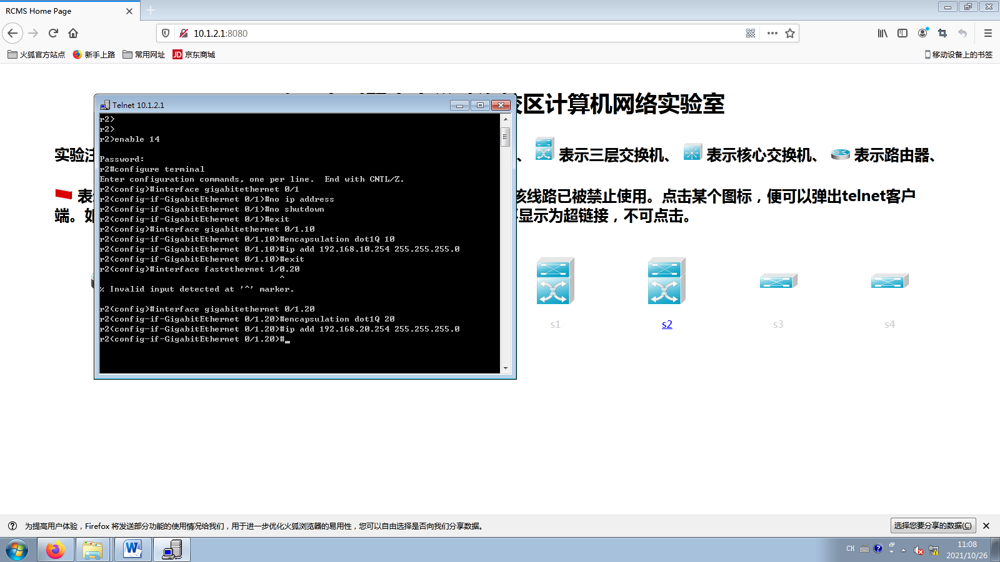 RCMS Home Page
10.1.2.1:8080
火狐官方站点
新手上路
常用网址
JD 京东商城
移动设备上的书签
校区计算机网络实验室
实验注
、 表示三层交换机、 表示核心交换机、 表示路由器、
表
线路已被禁止使用。点击某个图标，便可以弹出telnet客户
端。如
显示为超链接，不可点击。
Telnet 10.1.2.1
r2>
r2>
r2>enable 14
Password:
r2#configure terminal
Enter configuration commands, one per line.  End with CNTL/Z.
r2(config)#interface gigabitethernet 0/1
r2(config-if-GigabitEthernet 0/1)#no ip address
r2(config-if-GigabitEthernet 0/1)#no shutdown
r2(config-if-GigabitEthernet 0/1)#exit
r2(config)#interface gigabitethernet 0/1.10
r2(config-if-GigabitEthernet 0/1.10)#encapsulation dot1Q 10
r2(config-if-GigabitEthernet 0/1.10)#ip add 192.168.10.254 255.255.255.0
r2(config-if-GigabitEthernet 0/1.10)#exit
r2(config)#interface fastethernet 1/0.20
^
% Invalid input detected at '^' marker.
r2(config)#interface gigabitethernet 0/1.20
r2(config-if-GigabitEthernet 0/1.20)#encapsulation dot1Q 20
r2(config-if-GigabitEthernet 0/1.20)#ip add 192.168.20.254 255.255.255.0
r2(config-if-GigabitEthernet 0/1.20)#
s1
s2
s3
s4
为提高用户体验，Firefox 将发送部分功能的使用情况给我们，用于进一步优化火狐浏览器的易用性，您可以自由选择是否向我们分享数据。
选择您要分享的数据(C)
CH
11:08
2021/10/26